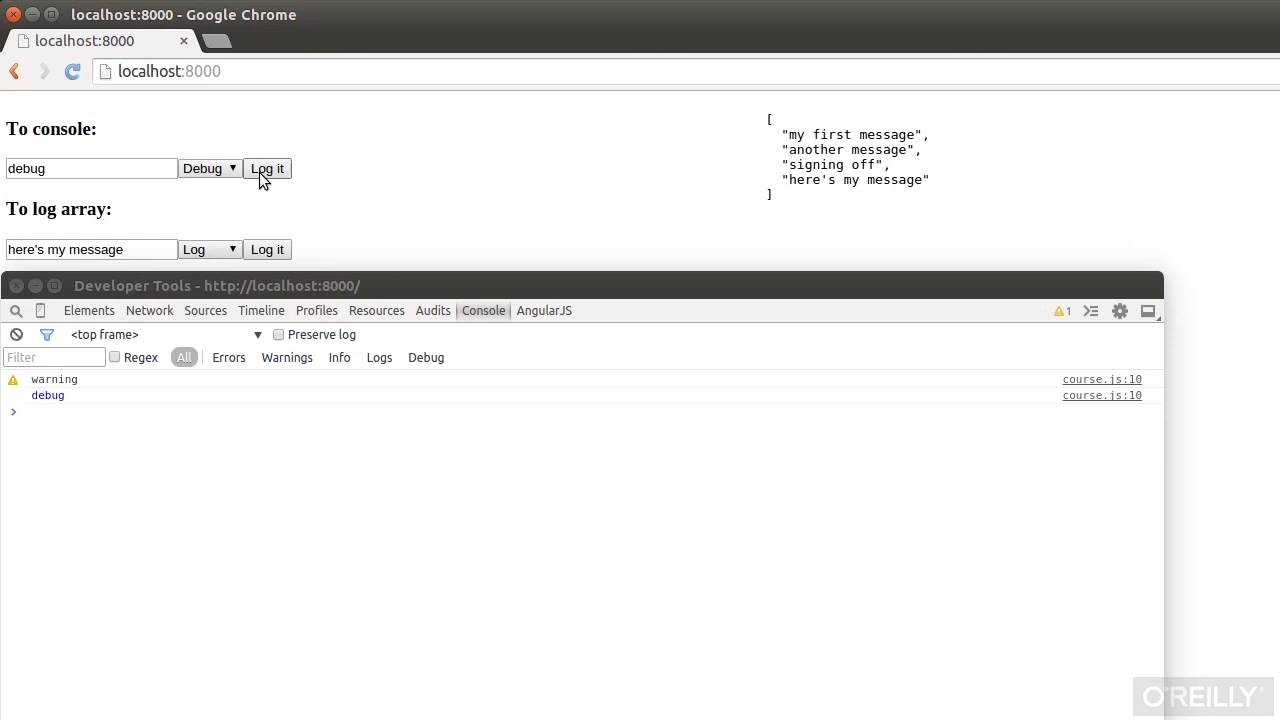 localhost:8000 - Google Chrome
localhost:8000
localhost:8000
To console:
debug Debug Log it
To log array:
here's my message Log Log it
[
"my first message",
"another message",
"signing off",
"here's my message"
]
Developer Tools - http://localhost:8000/
Elements Network Sources Timeline Profiles Resources Audits Console AngularJS 1
<top frame> Preserve log
Filter Regex All Errors Warnings Info Logs Debug
warning course.js:10
debug course.js:10
>
O'REILLY®